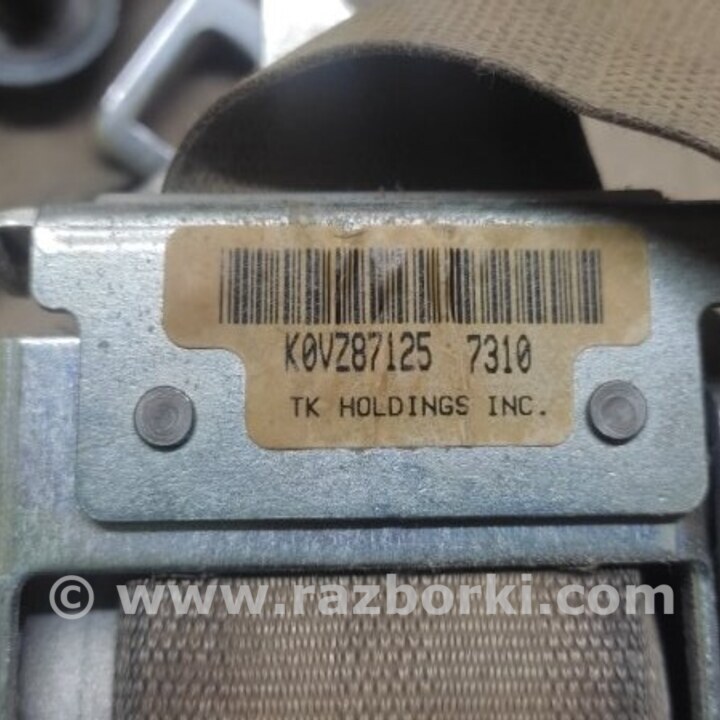 K0VZ87125 7310
TK HOLDINGS INC.
© www.razborki.com